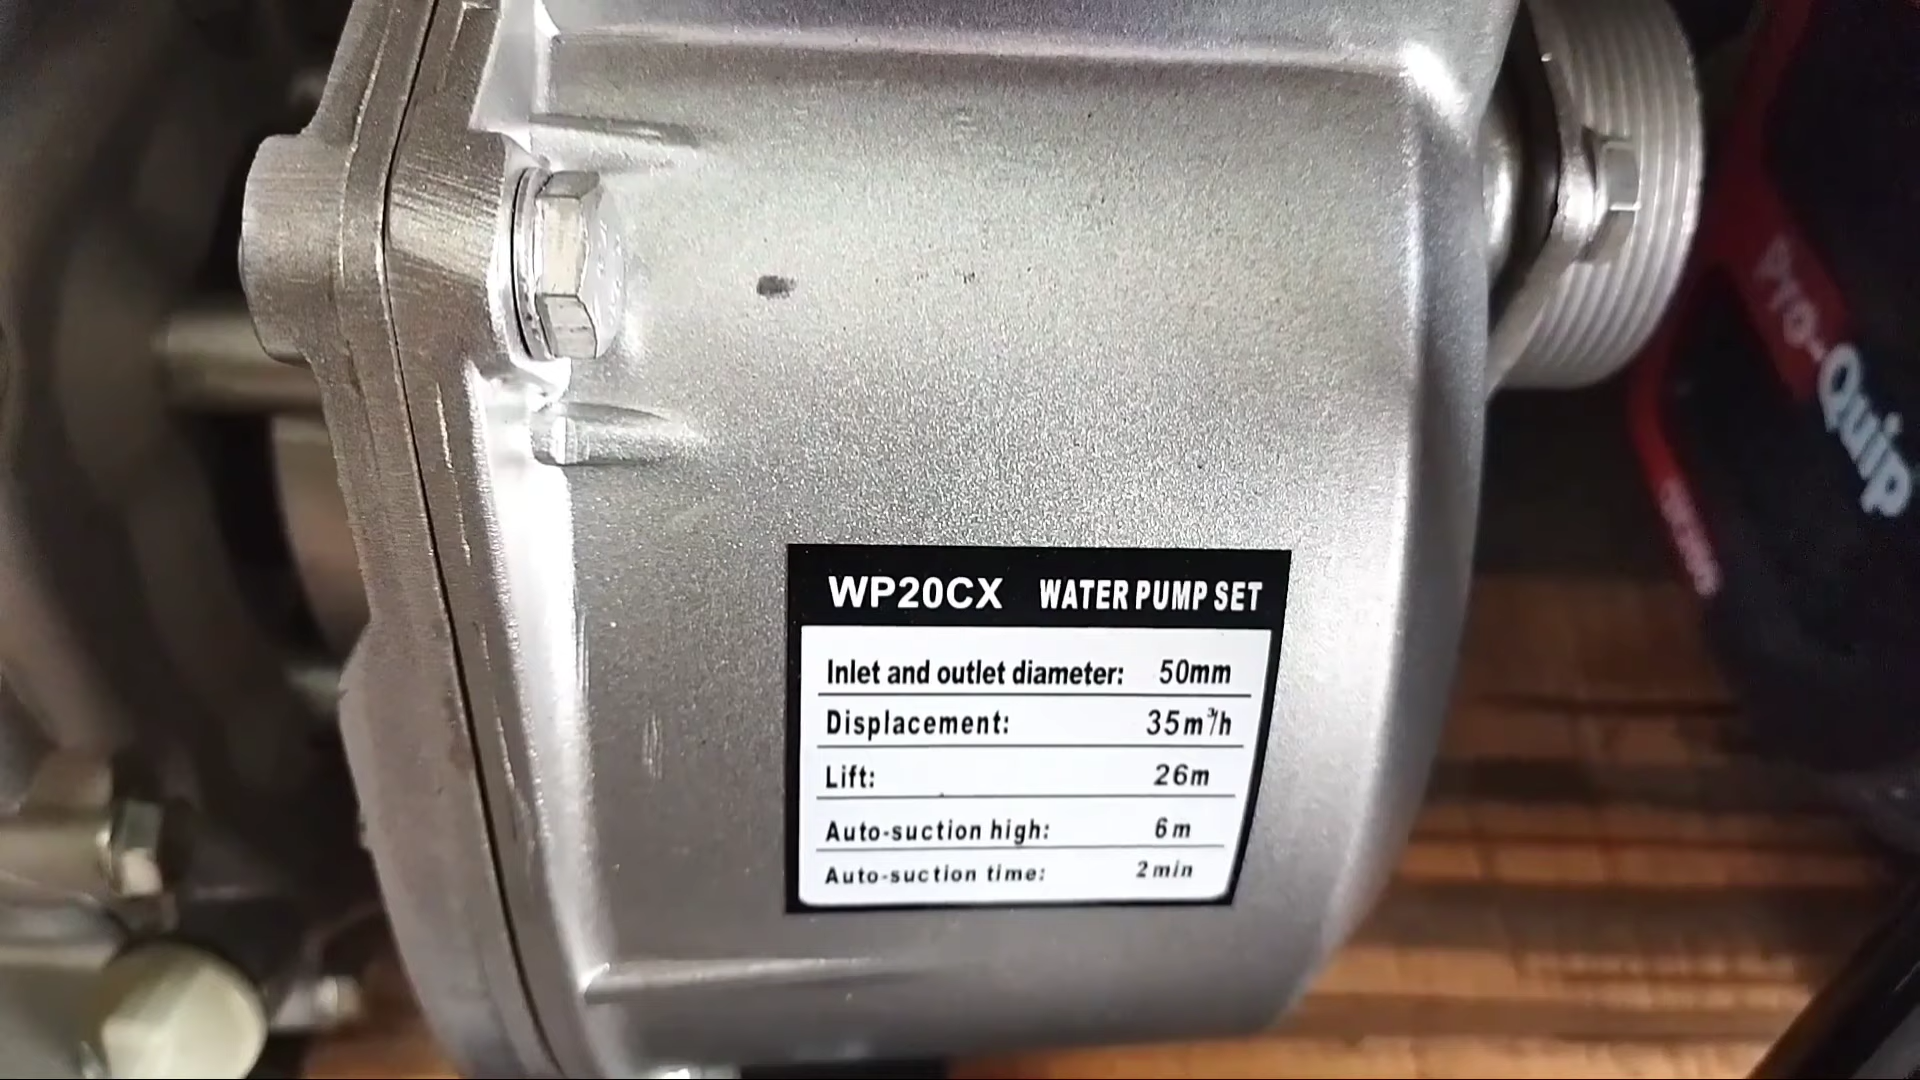 WP20CX WATER PUMP SET
Inlet and outlet diameter: 50mm
Displacement: 35m³/h
Lift: 26m
Auto-suction high: 6m
Auto-suction time: 2min
Pro-Quip